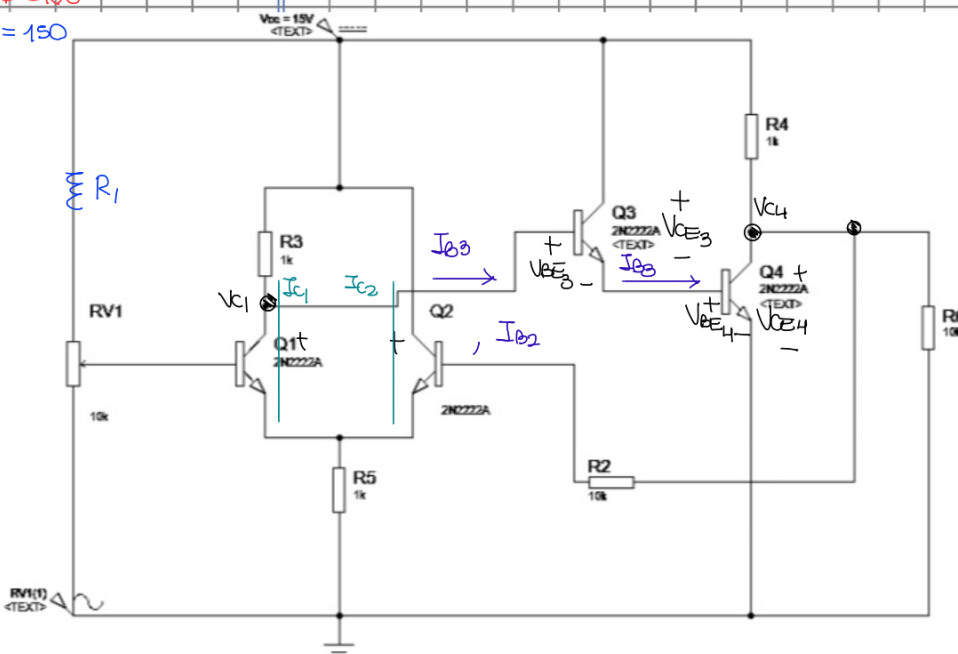 = 150
Vcc = 15V
<TEXT>
R4
1k
R1
Q3
2N2222A
<TEXT>
+
VCE3
-
VC4
R3
1k
IB3
+
VBE3
-
IB3
Q4
2N2222A
<TEXT>
+
VCE4
-
+
VBE4
-
IC1
IC2
VC1
RV1
10k
Q1
2N2222A
+
+
Q2
2N2222A
, IB2
R2
10k
R5
1k
RV1(1)
<TEXT>